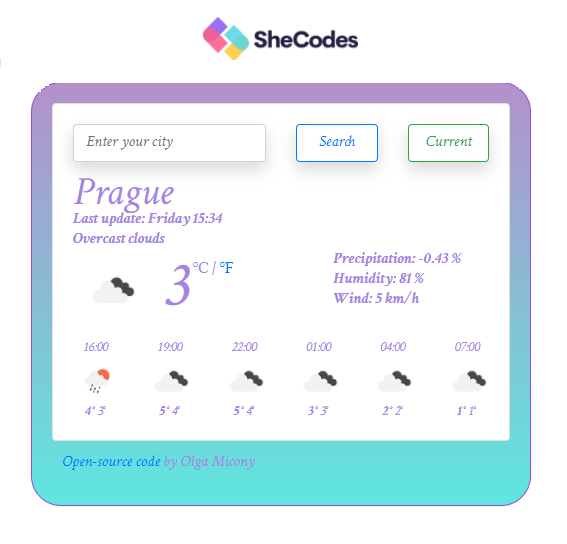 SheCodes
Enter your city Search Current
Prague
Last update: Friday 15:34
Overcast clouds
3 °C / °F
Precipitation: -0.43 %
Humidity: 81 %
Wind: 5 km/h
16:00 19:00 22:00 01:00 04:00 07:00
4° 3° 5° 4° 5° 4° 3° 3° 2° 2° 1° 1°
Open-source code by Olga Micony